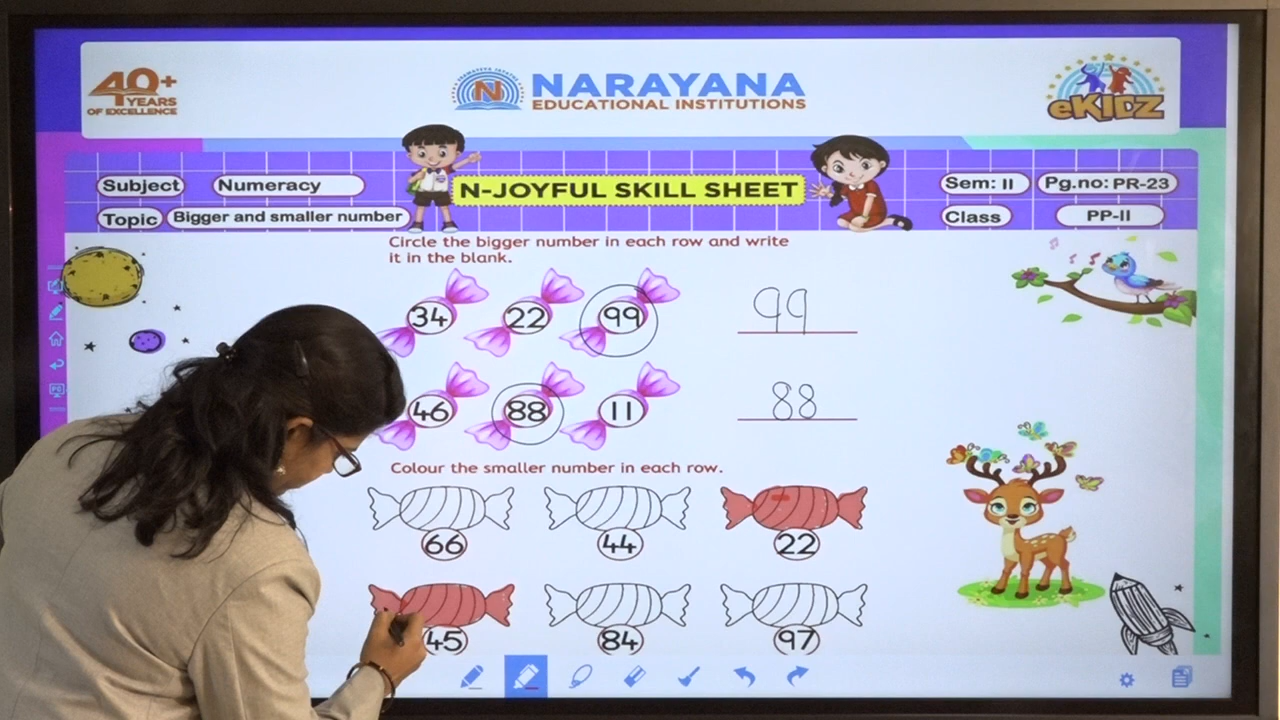 40+
YEARS
OF EXCELLENCE
N
NARAYANA
EDUCATIONAL INSTITUTIONS
eKIDZ
Subject Numeracy
N-JOYFUL SKILL SHEET
Sem: II Pg.no: PR-23
Topic Bigger and smaller number
Class PP-II
Circle the bigger number in each row and write
it in the blank.
34 22 99 99
46 88 11 88
Colour the smaller number in each row.
66 44 22
45 84 97